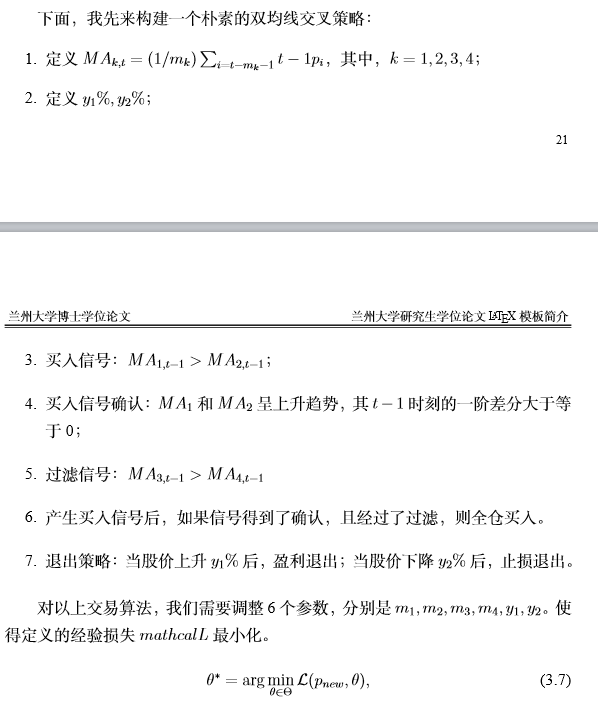 下面，我先来构建一个朴素的双均线交叉策略：
1. 定义 MA_{k,t} = (1/m_k) ∑_{i=t-m_k-1} t − 1p_i，其中，k = 1, 2, 3, 4；
2. 定义 y_1%, y_2%；
21
兰州大学博士学位论文 兰州大学研究生学位论文 LATEX 模板简介
3. 买入信号：MA_{1,t-1} > MA_{2,t-1}；
4. 买入信号确认：MA_1 和 MA_2 呈上升趋势，其 t − 1 时刻的一阶差分大于等
于 0；
5. 过滤信号：MA_{3,t-1} > MA_{4,t-1}
6. 产生买入信号后，如果信号得到了确认，且经过了过滤，则全仓买入。
7. 退出策略：当股价上升 y_1% 后，盈利退出；当股价下降 y_2% 后，止损退出。
对以上交易算法，我们需要调整 6 个参数，分别是 m_1, m_2, m_3, m_4, y_1, y_2。使
得定义的经验损失 mathcalL 最小化。
θ* = arg min_{θ∈Θ} ℒ(p_{new}, θ), (3.7)